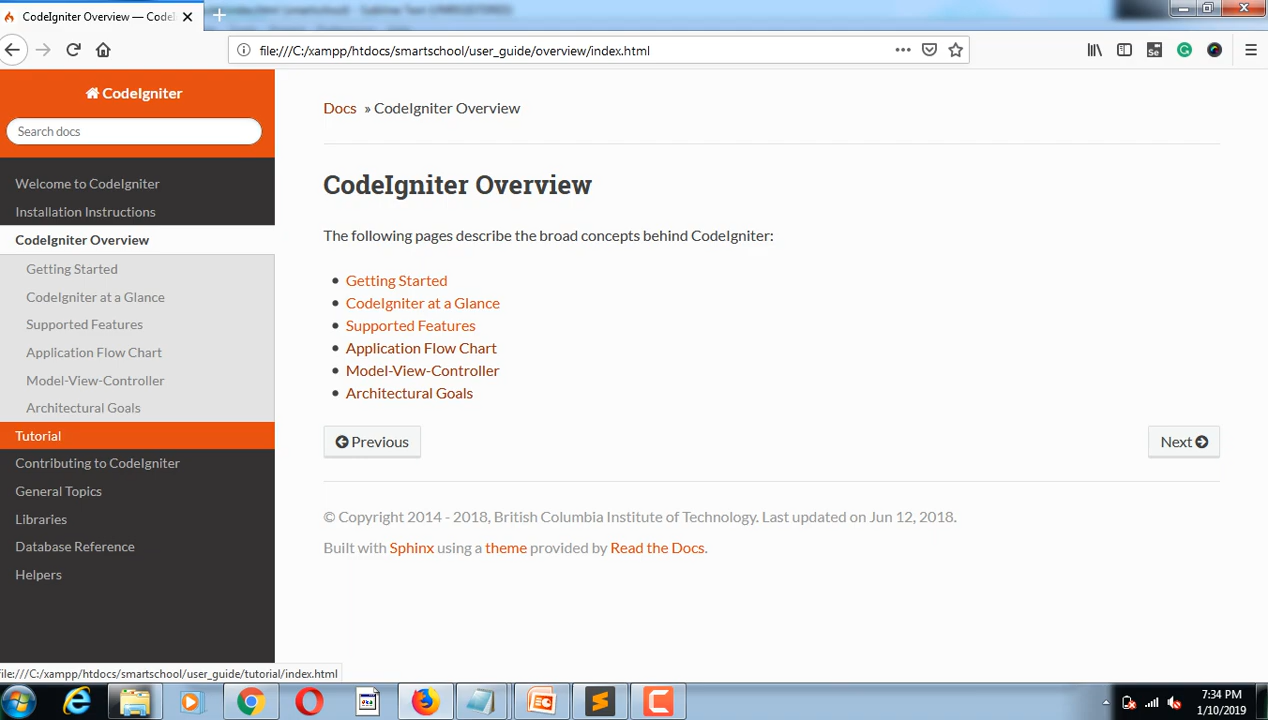 CodeIgniter Overview — CodeI
file:///C:/xampp/htdocs/smartschool/user_guide/overview/index.html
CodeIgniter
Search docs
Welcome to CodeIgniter
Installation Instructions
CodeIgniter Overview
Getting Started
CodeIgniter at a Glance
Supported Features
Application Flow Chart
Model-View-Controller
Architectural Goals
Tutorial
Contributing to CodeIgniter
General Topics
Libraries
Database Reference
Helpers
Docs » CodeIgniter Overview
CodeIgniter Overview
The following pages describe the broad concepts behind CodeIgniter:
Getting Started
CodeIgniter at a Glance
Supported Features
Application Flow Chart
Model-View-Controller
Architectural Goals
Previous
Next
© Copyright 2014 - 2018, British Columbia Institute of Technology. Last updated on Jun 12, 2018.
Built with Sphinx using a theme provided by Read the Docs.
file:///C:/xampp/htdocs/smartschool/user_guide/tutorial/index.html
7:34 PM
1/10/2019